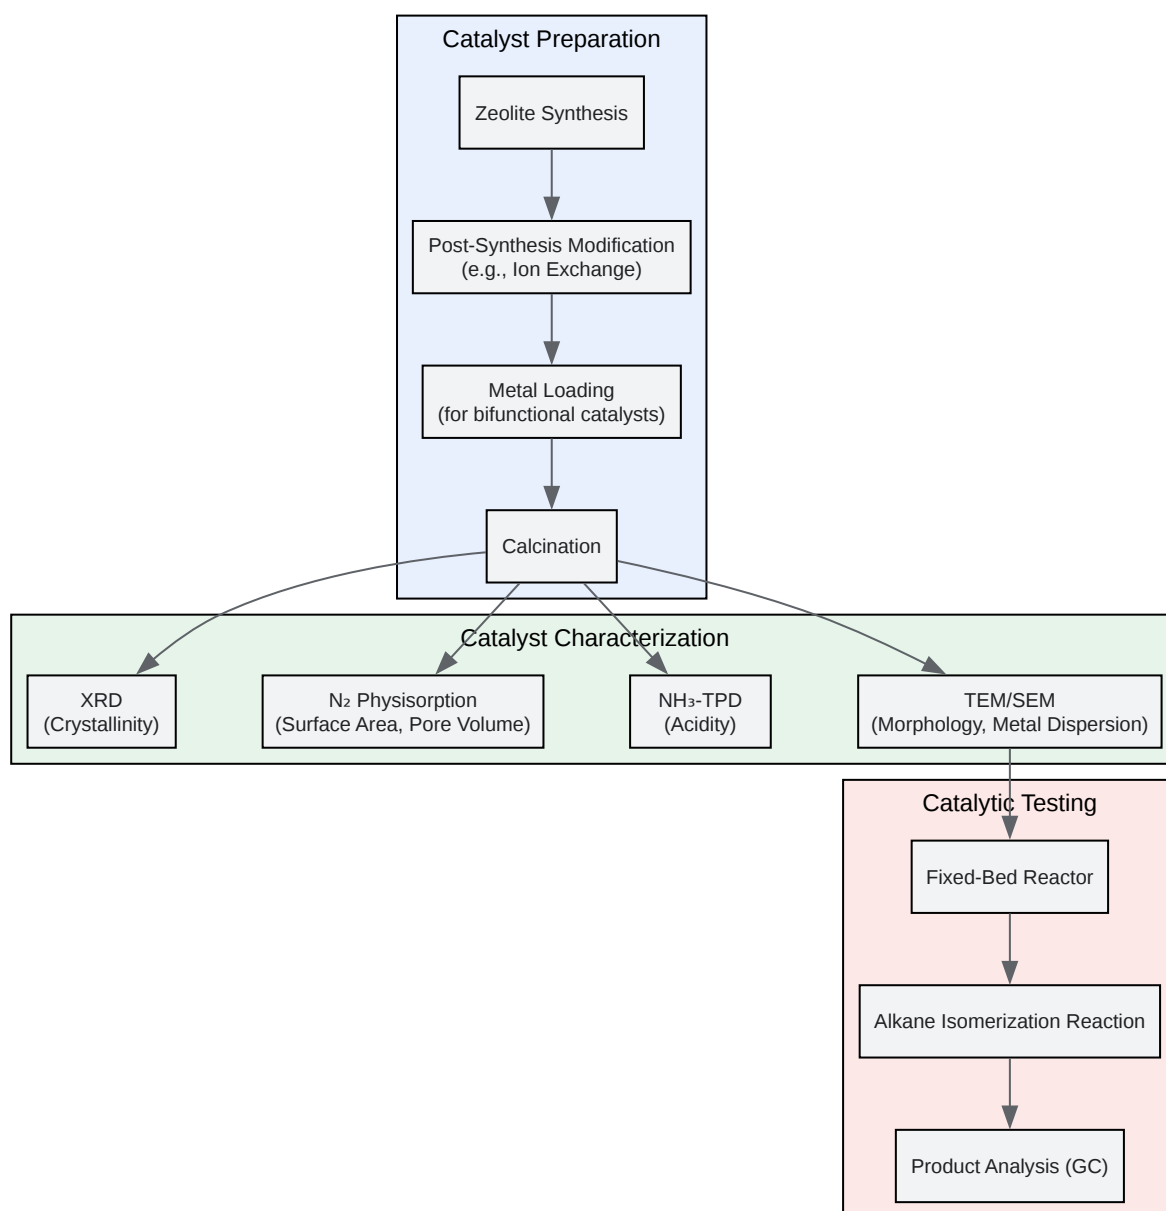 Catalyst Preparation
Zeolite Synthesis
Post-Synthesis Modification
(e.g., Ion Exchange)
Metal Loading
(for bifunctional catalysts)
Calcination
Catalyst Characterization
XRD
(Crystallinity)
N₂ Physisorption
(Surface Area, Pore Volume)
NH₃-TPD
(Acidity)
TEM/SEM
(Morphology, Metal Dispersion)
Catalytic Testing
Fixed-Bed Reactor
Alkane Isomerization Reaction
Product Analysis (GC)